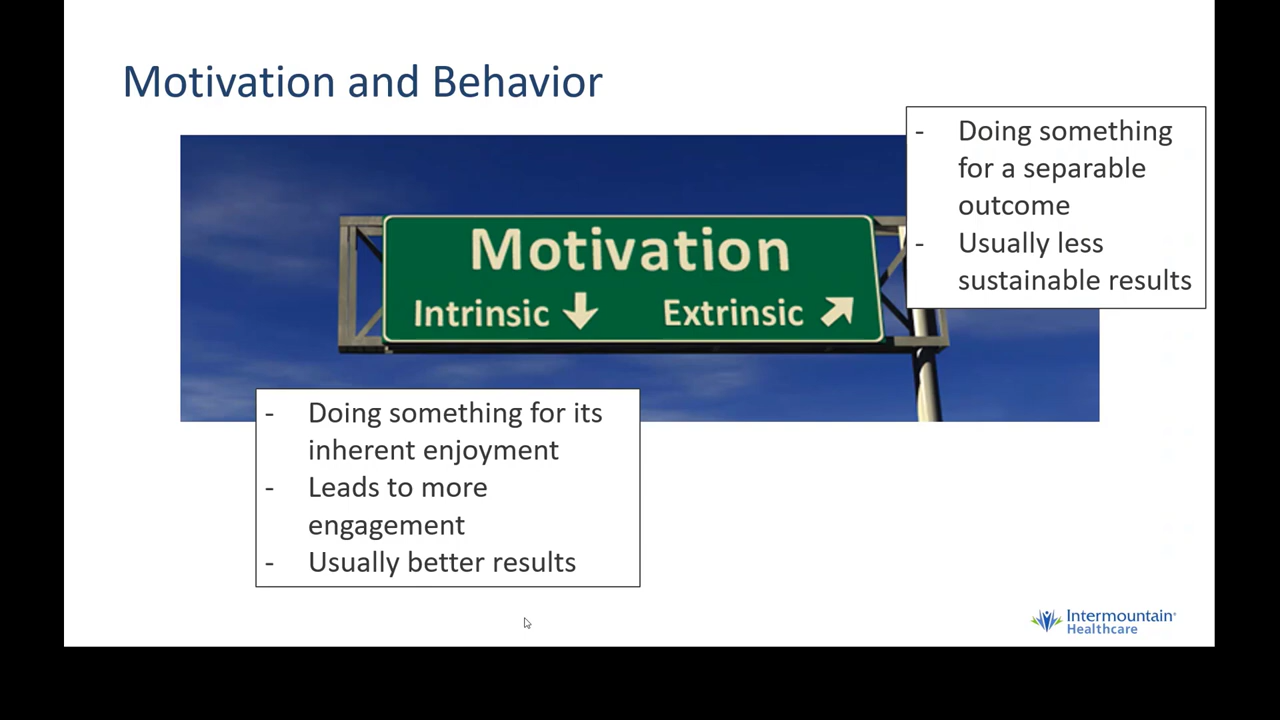 Motivation and Behavior
- Doing something
for a separable
outcome
- Usually less
sustainable results
Motivation
Intrinsic Extrinsic
- Doing something for its
inherent enjoyment
- Leads to more
engagement
- Usually better results
Intermountain
Healthcare